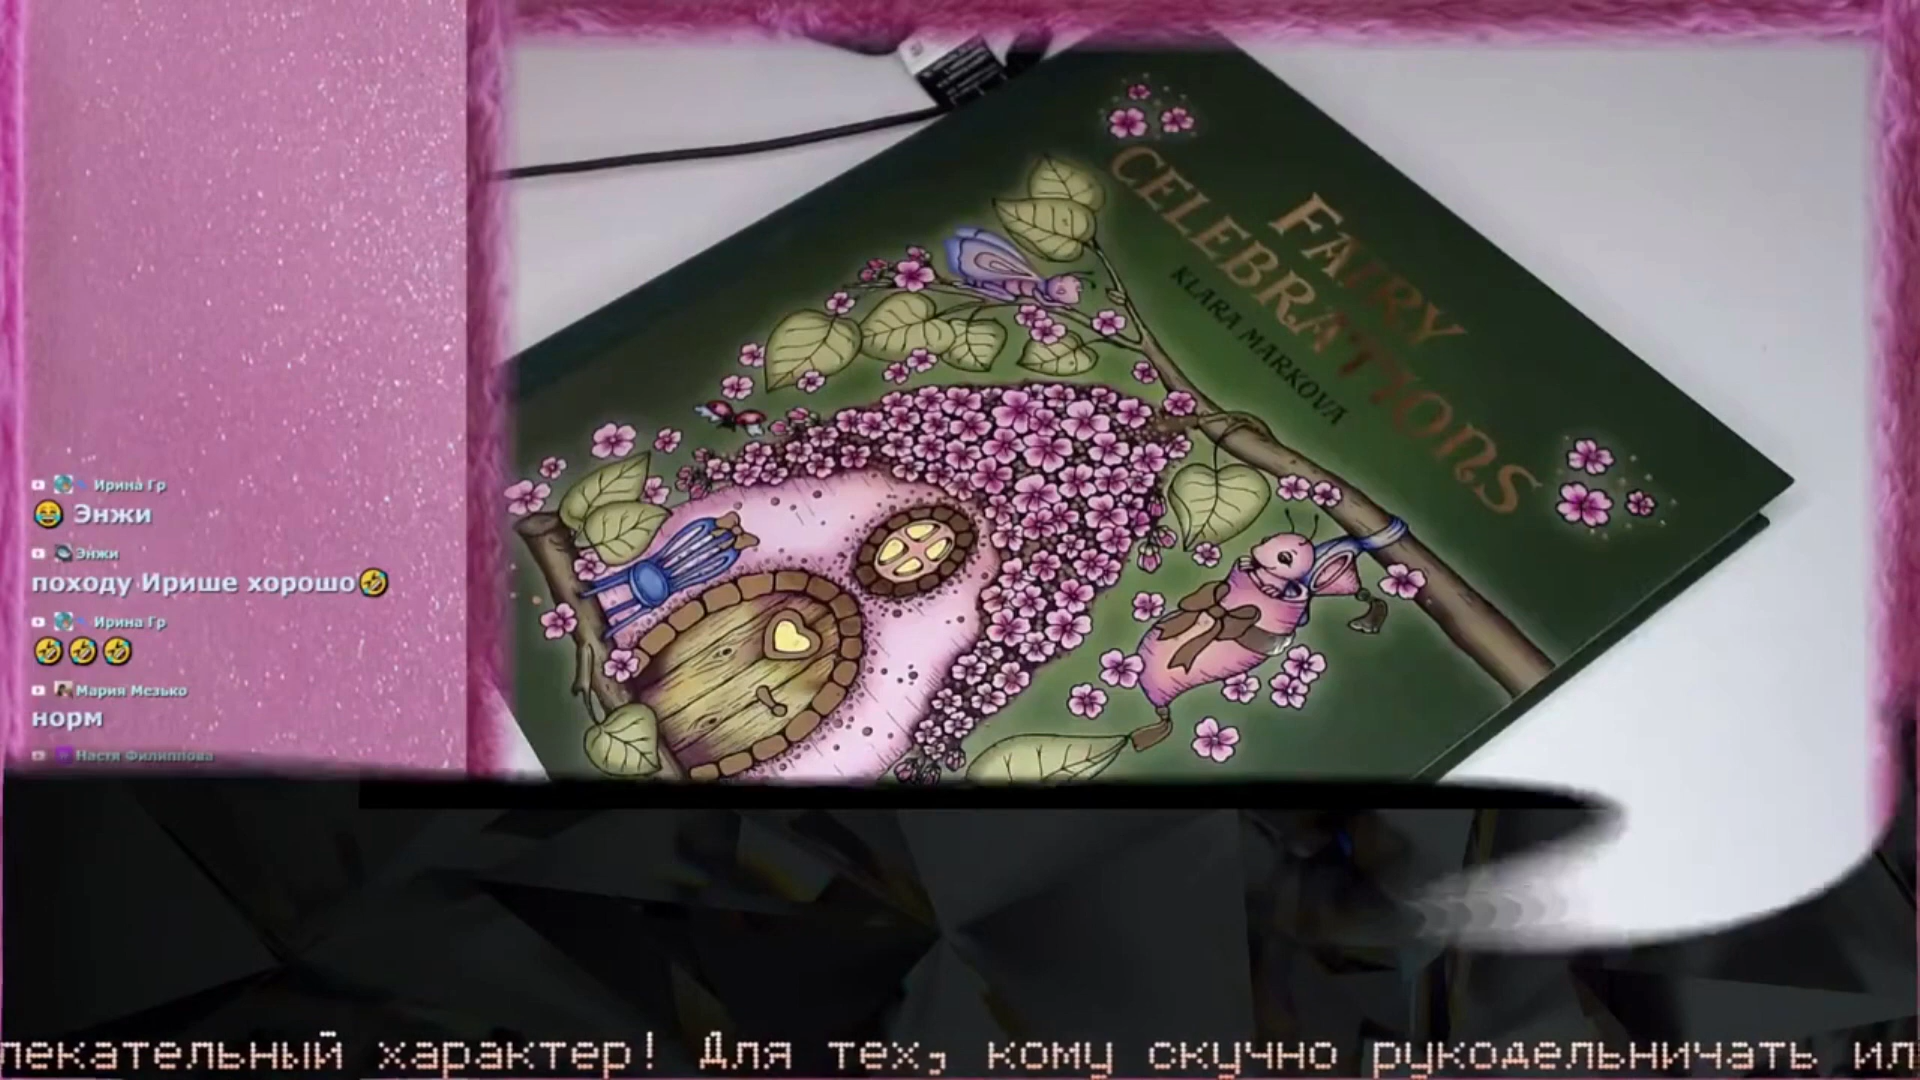 Ирина Гр
😂 Энжи
Энжи
походу Ирише хорошо🤣
Ирина Гр
🤣🤣🤣
Мария Мезько
норм
Настя Филиппова
FAIRY
CELEBRATIONS
KLARA MARKOVA
лекательный характер! Для тех, кому скучно рукодельничать ил